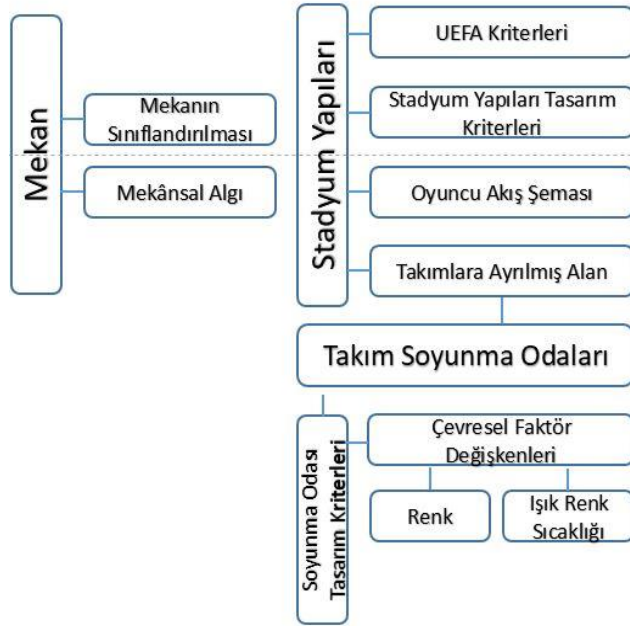 Mekan
Mekanın
Sınıflandırılması
Mekânsal Algı
Stadyum Yapıları
UEFA Kriterleri
Stadyum Yapıları Tasarım
Kriterleri
Oyuncu Akış Şeması
Takımlara Ayrılmış Alan
Takım Soyunma Odaları
Soyunma Odası
Tasarım Kriterleri
Çevresel Faktör
Değişkenleri
Renk
Işık Renk
Sıcaklığı